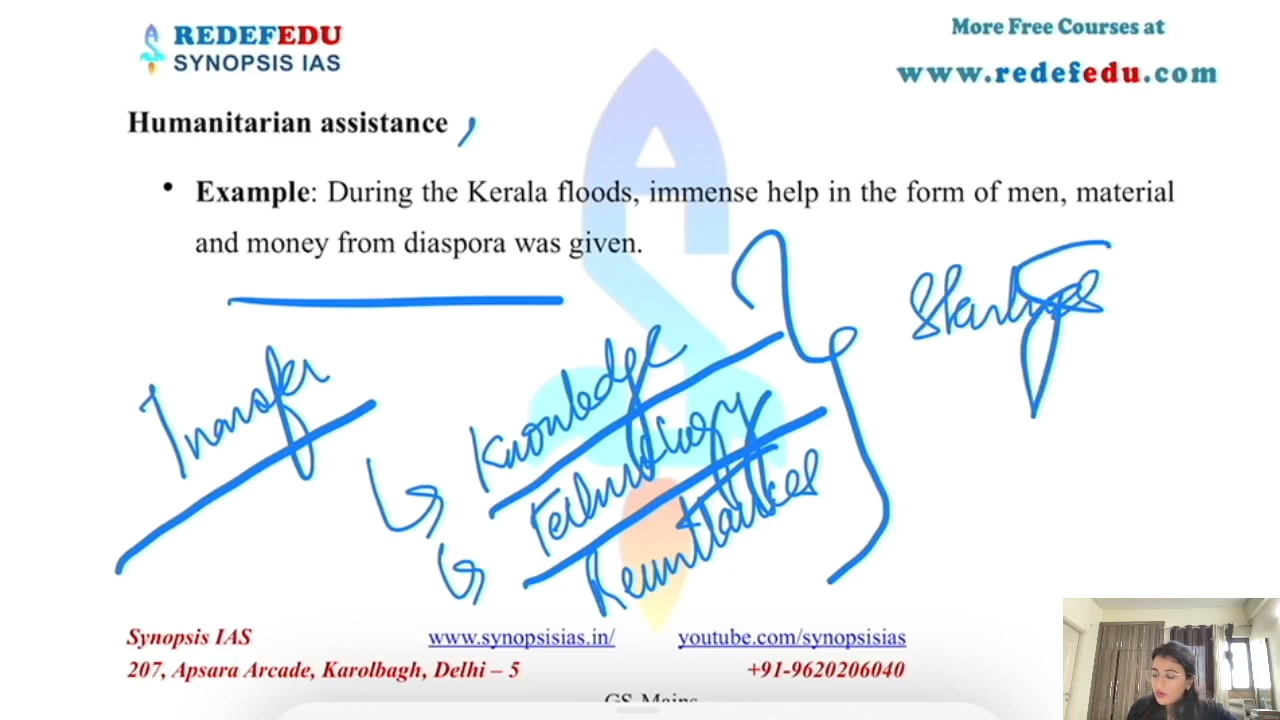 REDEFEDU
SYNOPSIS IAS
More Free Courses at
www.redefedu.com
Humanitarian assistance ,
• Example: During the Kerala floods, immense help in the form of men, material
and money from diaspora was given.
Startups
Transfer
Knowledge
Technology
Remittances
Synopsis IAS
www.synopsisias.in/
youtube.com/synopsisias
207, Apsara Arcade, Karolbagh, Delhi – 5
+91-9620206040
GS Mains